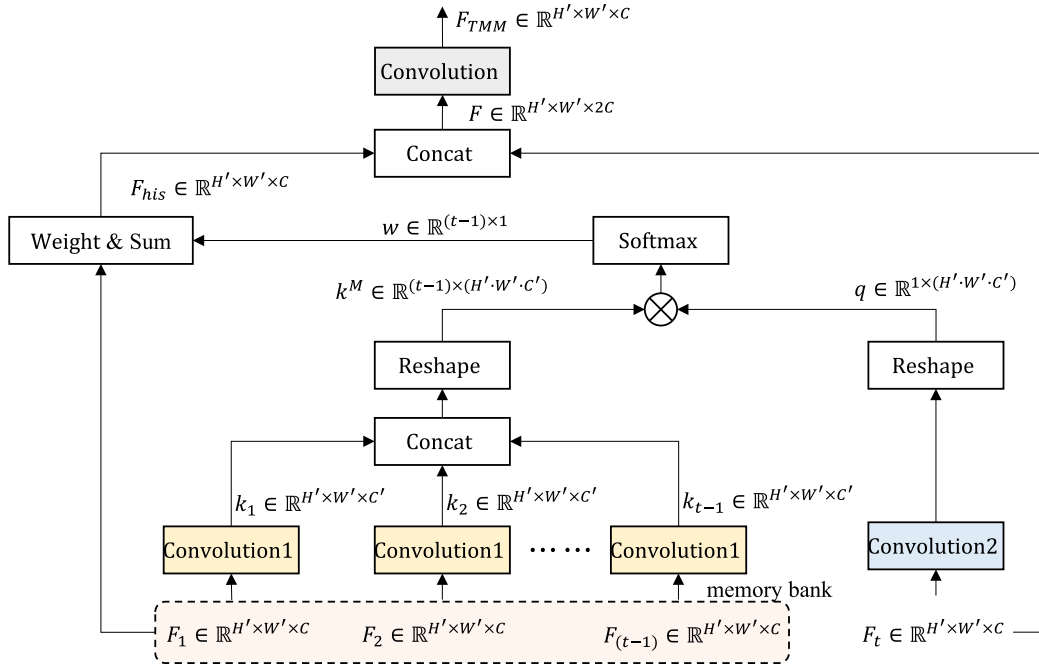 F_{TMM} ∈ ℝ^{H′×W′×C}
Convolution
F ∈ ℝ^{H′×W′×2C}
Concat
F_{his} ∈ ℝ^{H′×W′×C}
Weight & Sum
w ∈ ℝ^{(t−1)×1}
Softmax
k^M ∈ ℝ^{(t−1)×(H′·W′·C′)}
q ∈ ℝ^{1×(H′·W′·C′)}
Reshape
Reshape
Concat
k_1 ∈ ℝ^{H′×W′×C′}
k_2 ∈ ℝ^{H′×W′×C′}
k_{t−1} ∈ ℝ^{H′×W′×C′}
Convolution1
Convolution1
⋯⋯
Convolution1
Convolution2
memory bank
F_1 ∈ ℝ^{H′×W′×C}
F_2 ∈ ℝ^{H′×W′×C}
F_{(t−1)} ∈ ℝ^{H′×W′×C}
F_t ∈ ℝ^{H′×W′×C}